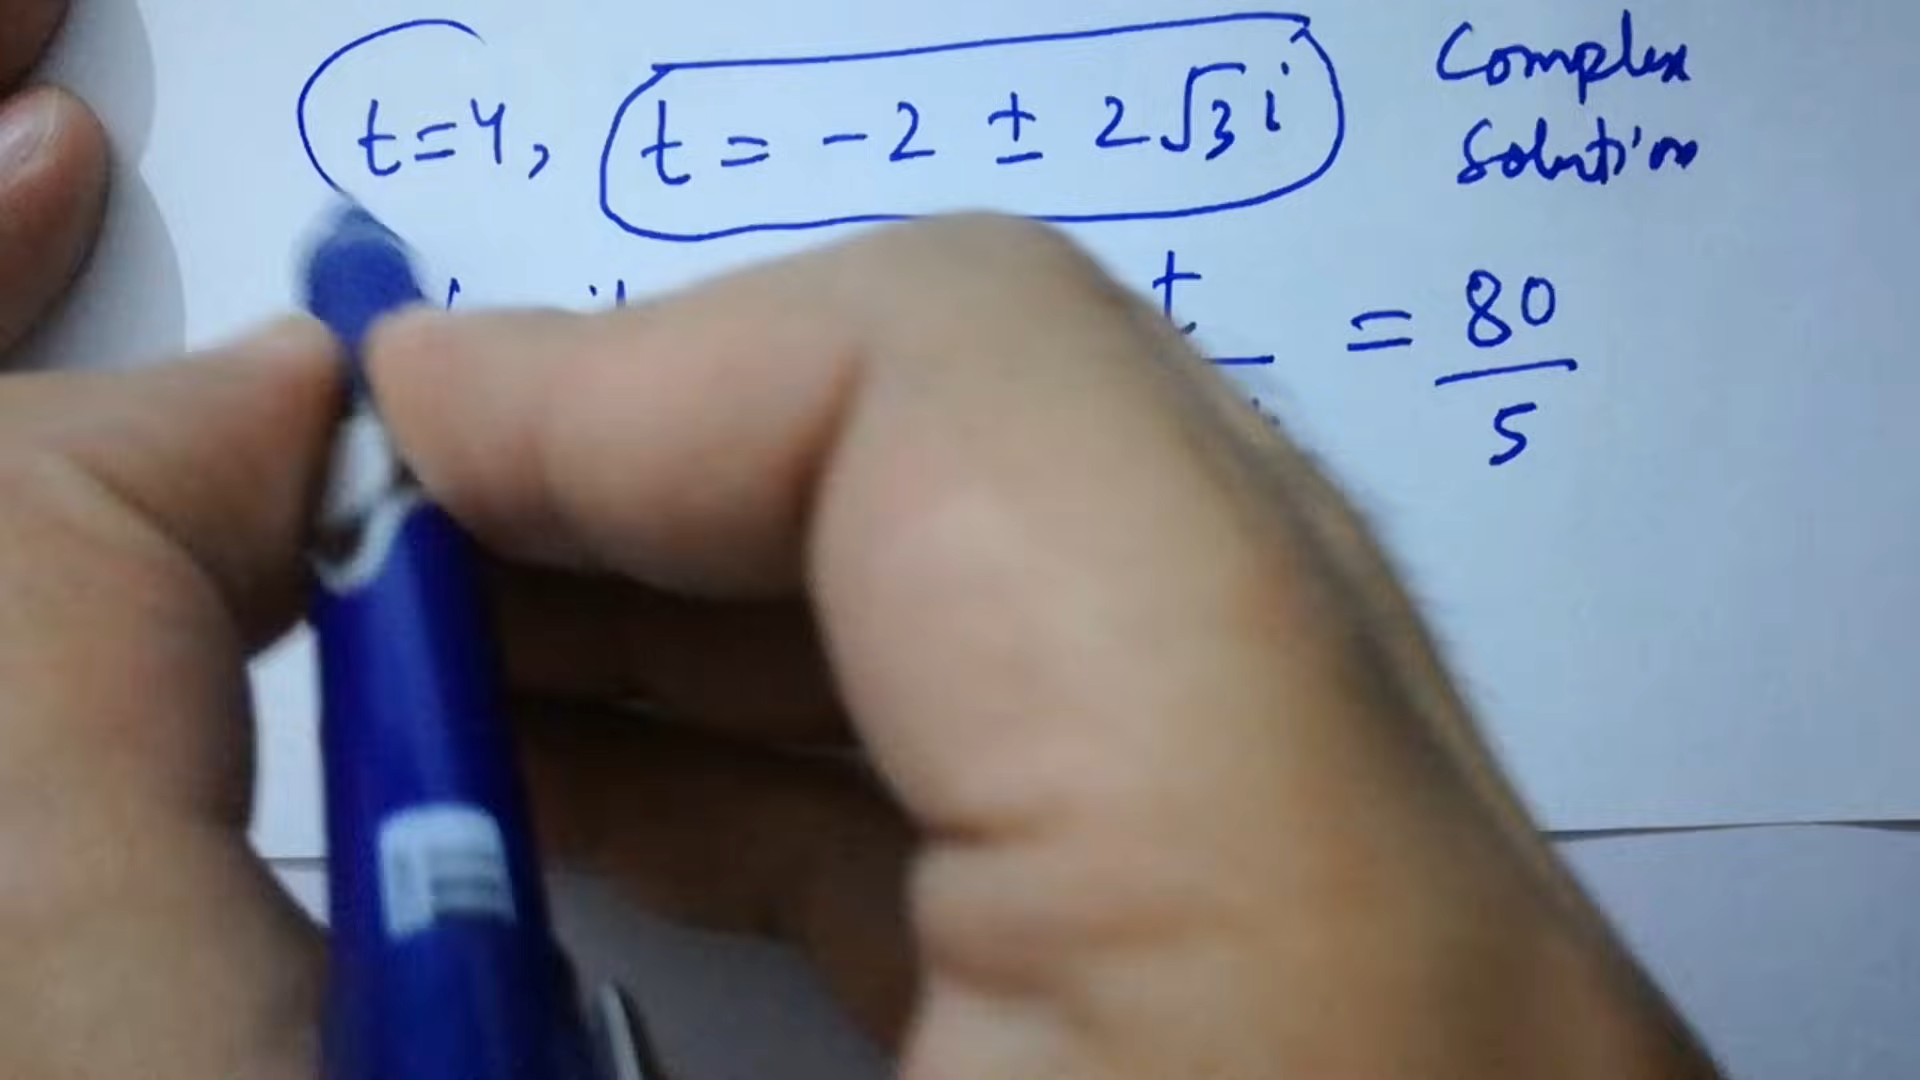 t=4, t = -2 ± 2√3 i
Complex
Solution
t = 80
5